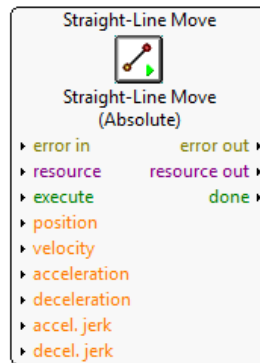 Straight-Line Move
Straight-Line Move
(Absolute)
error in error out
resource resource out
execute done
position
velocity
acceleration
deceleration
accel. jerk
decel. jerk